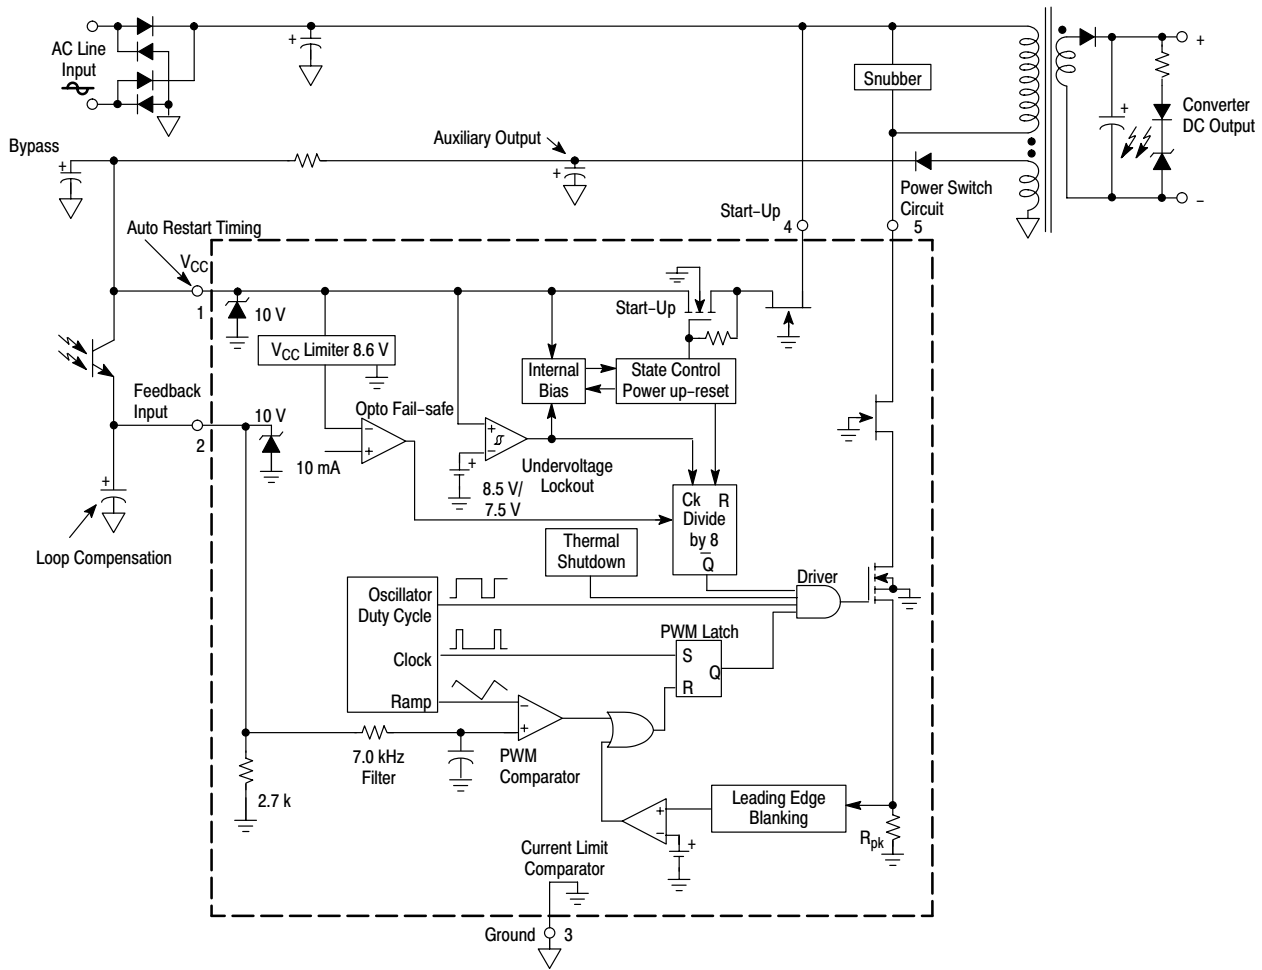 AC Line
Input
+
Snubber
+
+
Converter
DC Output
−
Bypass
+
Auxiliary Output
+
Power Switch
Circuit
Start−Up
4
5
Auto Restart Timing
VCC
1
10 V
Start−Up
VCC Limiter 8.6 V
Internal
Bias
State Control
Power up−reset
Feedback
Input
2
10 V
Opto Fail−safe
−
+
10 mA
+
−
+
8.5 V/
7.5 V
Undervoltage
Lockout
+
Loop Compensation
Ck R
Divide
by 8
Q
Thermal
Shutdown
Driver
Oscillator
Duty Cycle
Clock
Ramp
PWM Latch
S
Q
R
−
+
PWM
Comparator
7.0 kHz
Filter
2.7 k
Leading Edge
Blanking
+
−
+
Rpk
Current Limit
Comparator
Ground
3